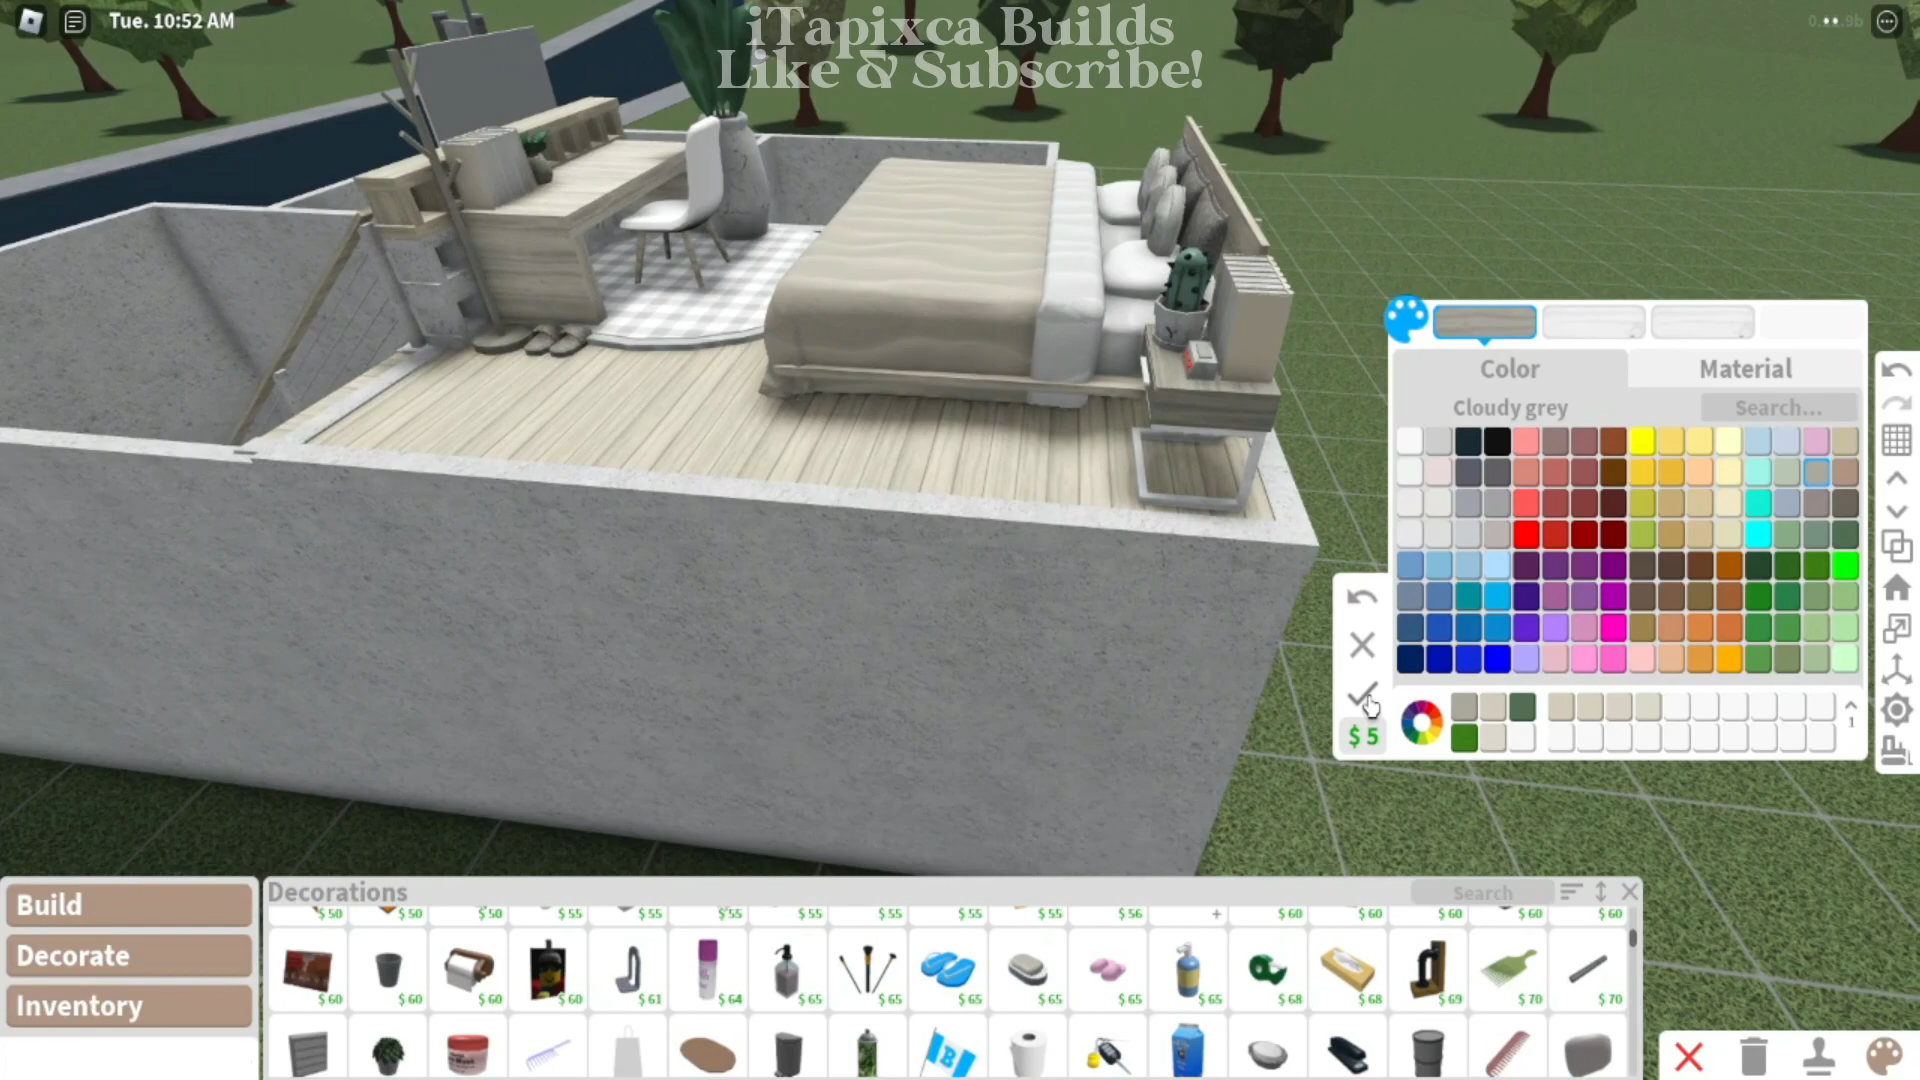 Tue. 10:52 AM
iTapixca Builds
Like & Subscribe!
Color
Material
Cloudy grey
Search...
1
$ 5
Build
Decorate
Inventory
Decorations
Search
$ 50 $ 50 $ 50 $ 55 $ 55 $ 55 $ 55 $ 55 $ 55 $ 55 $ 56 + $ 60 $ 60 $ 60 $ 60 $ 60
$ 60 $ 60 $ 60 $ 60 $ 61 $ 64 $ 65 $ 65 $ 65 $ 65 $ 65 $ 65 $ 68 $ 68 $ 69 $ 70 $ 70
B